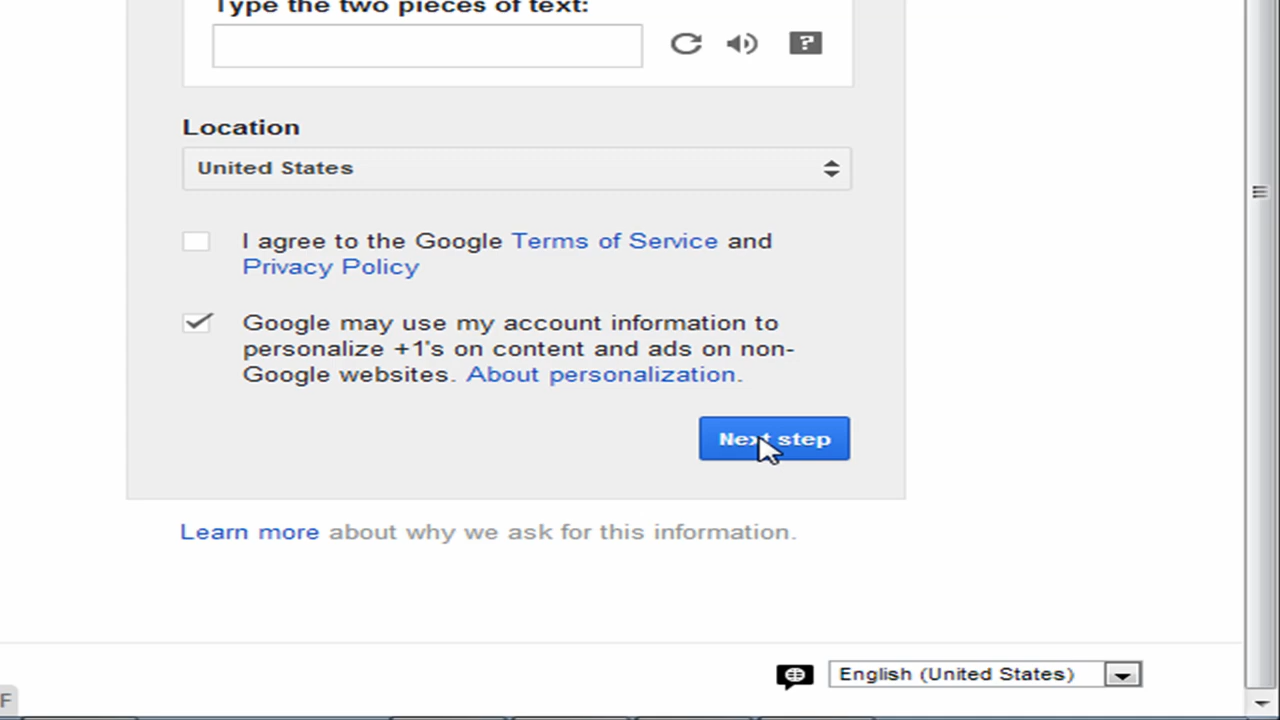 Type the two pieces of text:
?
Location
United States
I agree to the Google Terms of Service and
Privacy Policy
Google may use my account information to
personalize +1's on content and ads on non-
Google websites. About personalization.
Next step
Learn more about why we ask for this information.
English (United States)
F